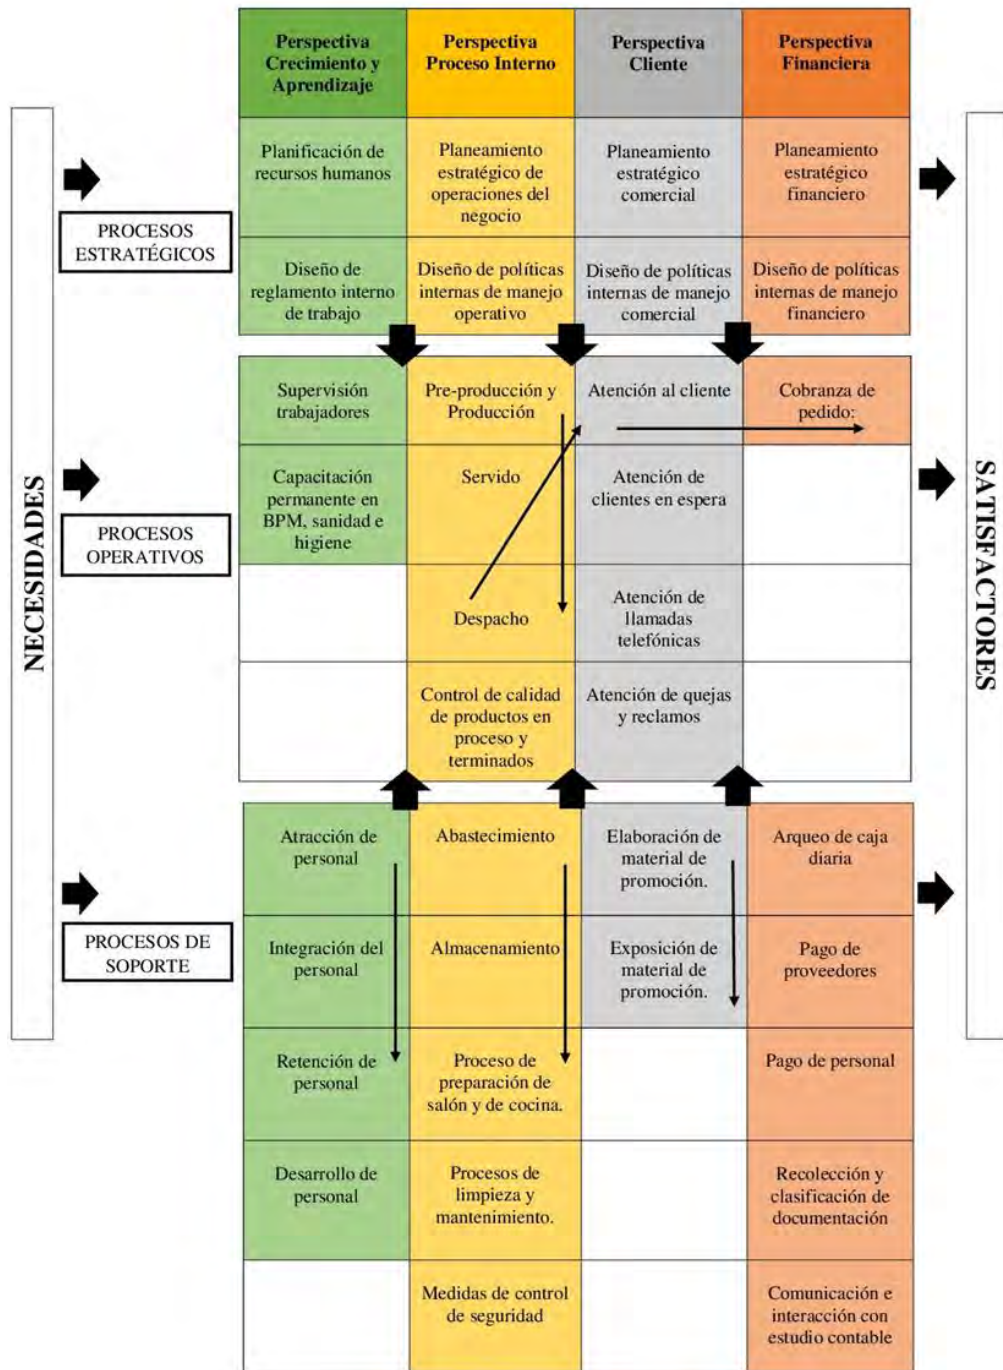 Perspectiva
Crecimiento y
Aprendizaje
Perspectiva
Proceso Interno
Perspectiva
Cliente
Perspectiva
Financiera
NECESIDADES
PROCESOS
ESTRATÉGICOS
Planificación de
recursos humanos
Planeamiento
estratégico de
operaciones del
negocio
Planeamiento
estratégico
comercial
Planeamiento
estratégico
financiero
Diseño de
reglamento interno
de trabajo
Diseño de políticas
internas de manejo
operativo
Diseño de políticas
internas de manejo
comercial
Diseño de políticas
internas de manejo
financiero
PROCESOS
OPERATIVOS
Supervisión
trabajadores
Pre-producción y
Producción
Atención al cliente
Cobranza de
pedido:
Capacitación
permanente en
BPM, sanidad e
higiene
Servido
Atención de
clientes en espera
Despacho
Atención de
llamadas
telefónicas
Control de calidad
de productos en
proceso y
terminados
Atención de quejas
y reclamos
PROCESOS DE
SOPORTE
Atracción de
personal
Abastecimiento
Elaboración de
material de
promoción.
Arqueo de caja
diaria
Integración del
personal
Almacenamiento
Exposición de
material de
promoción.
Pago de
proveedores
Retención de
personal
Proceso de
preparación de
salón y de cocina.
Pago de personal
Desarrollo de
personal
Procesos de
limpieza y
mantenimiento.
Recolección y
clasificación de
documentación
Medidas de control
de seguridad
Comunicación e
interacción con
estudio contable
SATISFACTORES